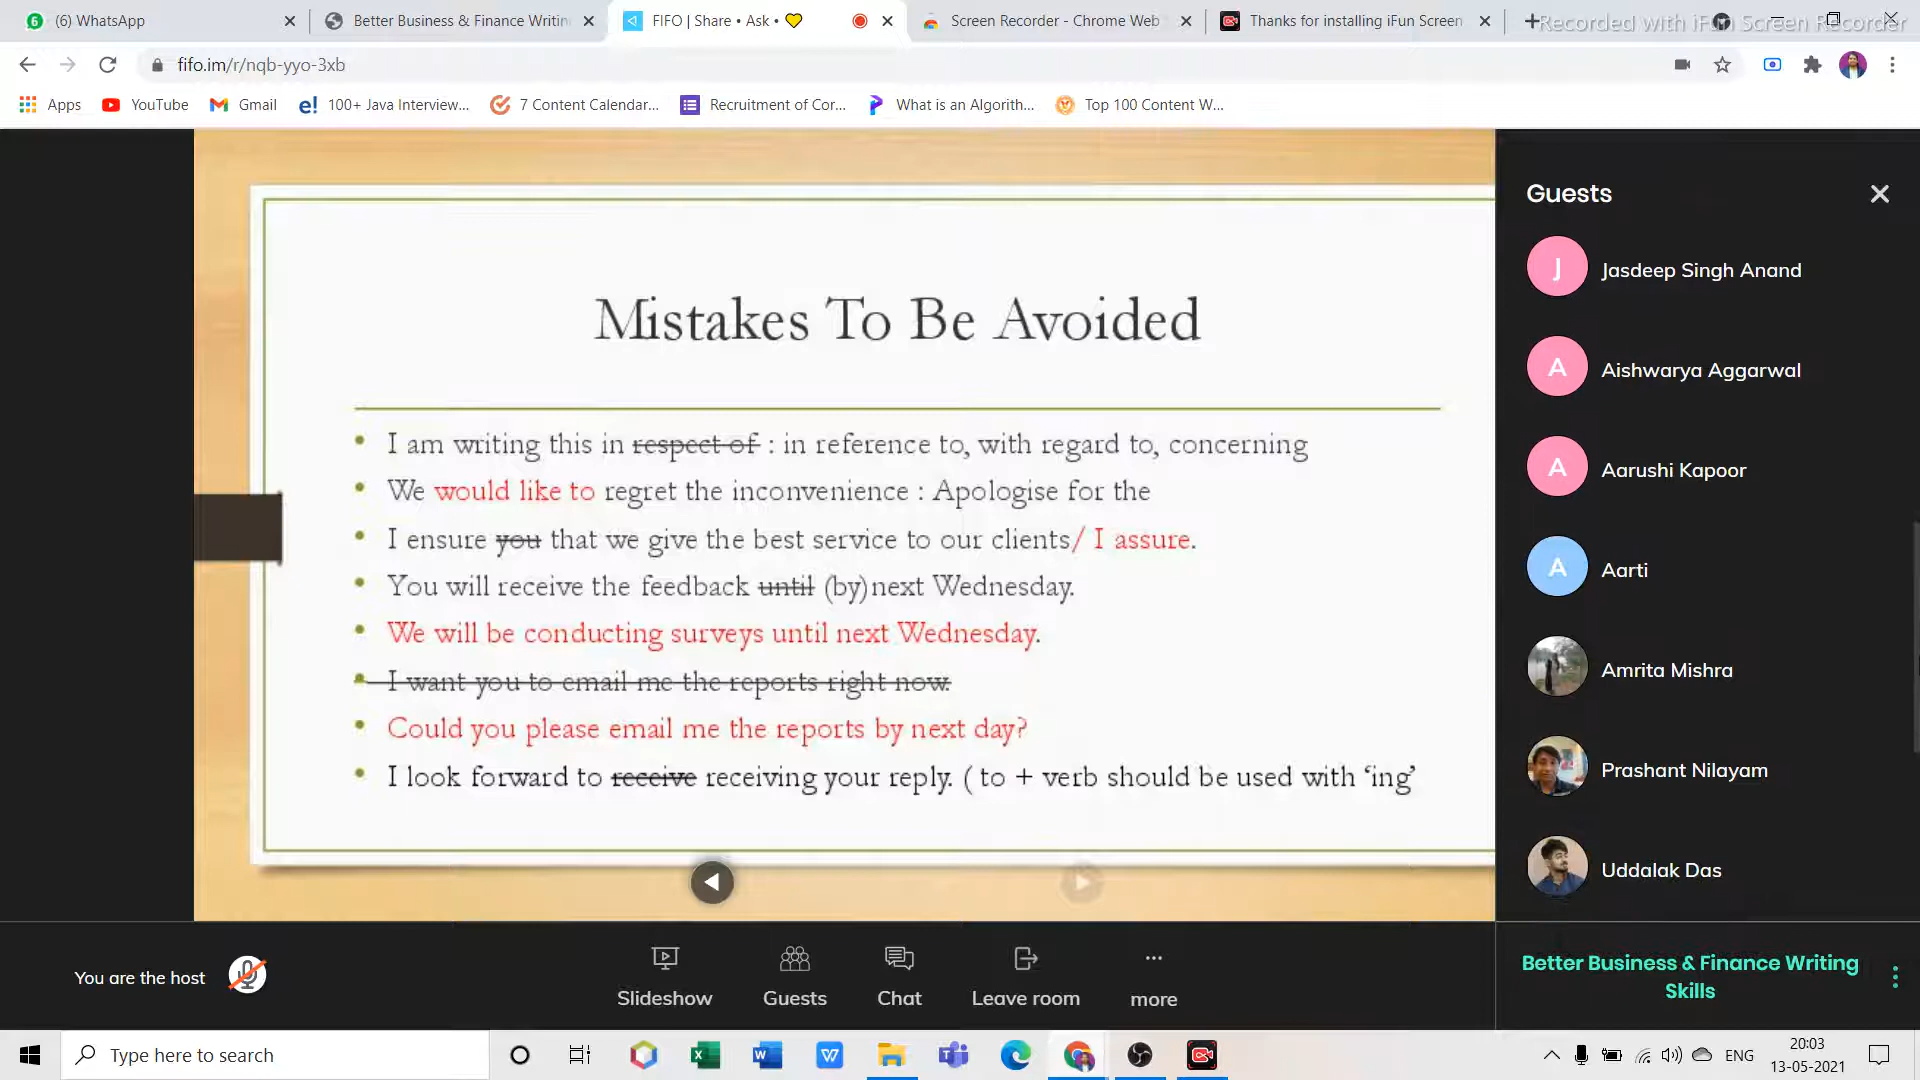 (6) WhatsApp
Better Business & Finance Writin
FIFO | Share • Ask • 💛
Screen Recorder - Chrome Web
Thanks for installing iFun Screen
Recorded with iFun Screen Recorder
fifo.im/r/nqb-yyo-3xb
Apps
YouTube
Gmail
100+ Java Interview...
7 Content Calendar...
Recruitment of Cor...
What is an Algorith...
Top 100 Content W...
Mistakes To Be Avoided
• I am writing this in respect of : in reference to, with regard to, concerning
• We would like to regret the inconvenience : Apologise for the
• I ensure you that we give the best service to our clients/ I assure.
• You will receive the feedback until (by)next Wednesday.
• We will be conducting surveys until next Wednesday.
• I want you to email me the reports right now.
• Could you please email me the reports by next day?
• I look forward to receive receiving your reply. ( to + verb should be used with ‘ing’
Guests
J Jasdeep Singh Anand
A Aishwarya Aggarwal
A Aarushi Kapoor
A Aarti
Amrita Mishra
Prashant Nilayam
Uddalak Das
You are the host
Slideshow
Guests
Chat
Leave room
more
Better Business & Finance Writing
Skills
Type here to search
ENG
20:03
13-05-2021